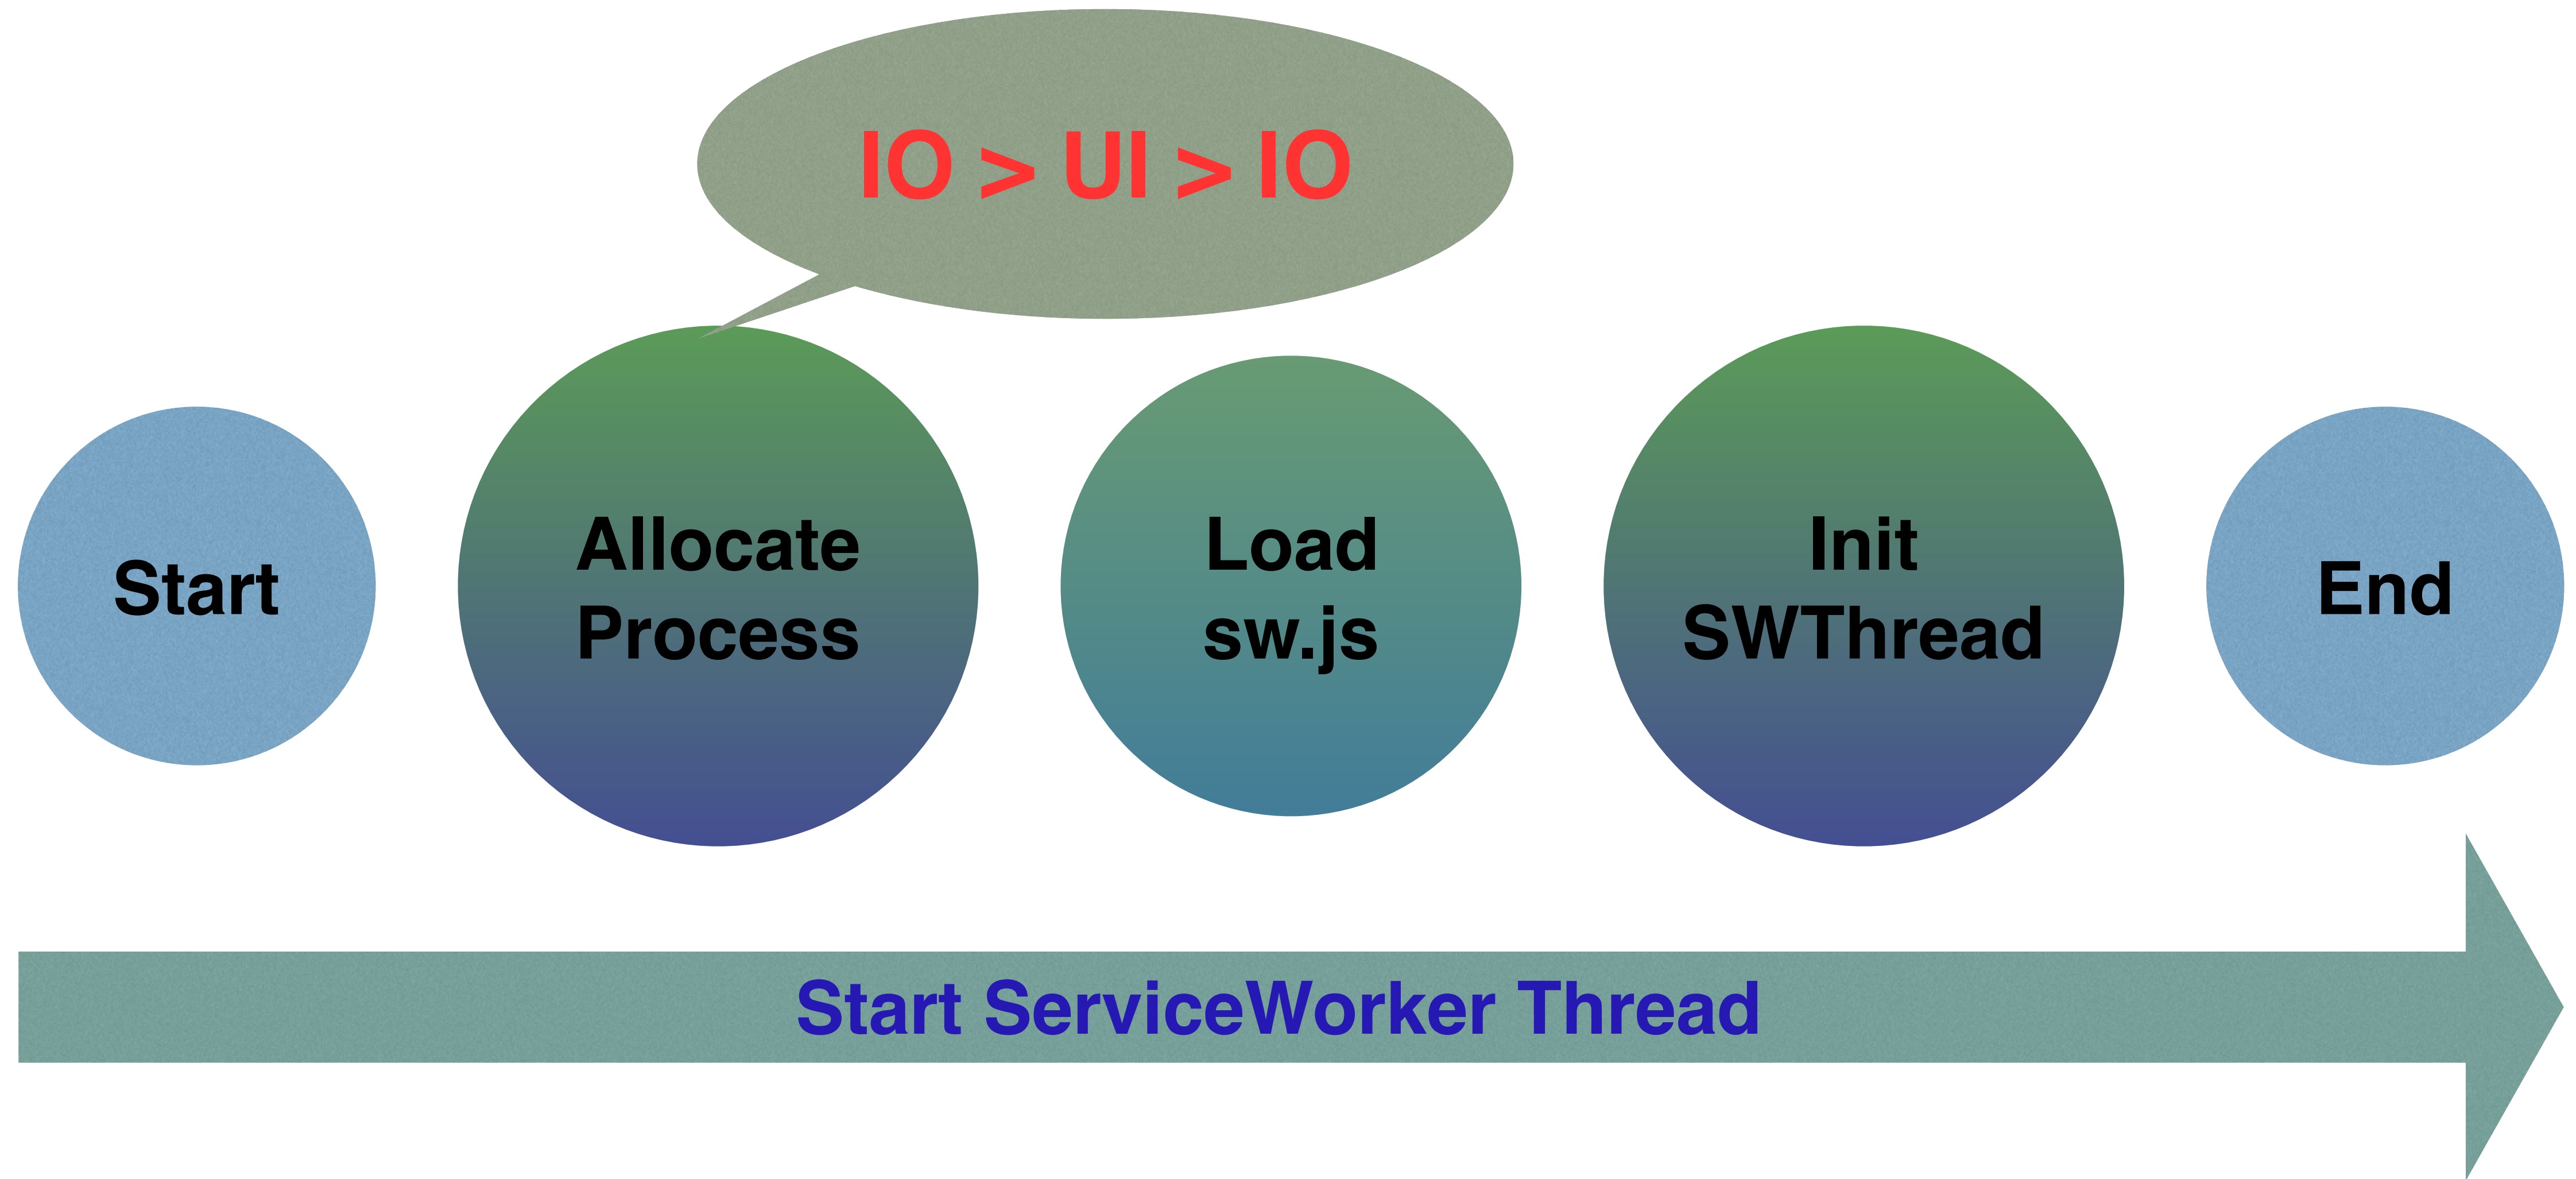 IO > UI > IO
Start
Allocate
Process
Load
sw.js
Init
SWThread
End
Start ServiceWorker Thread